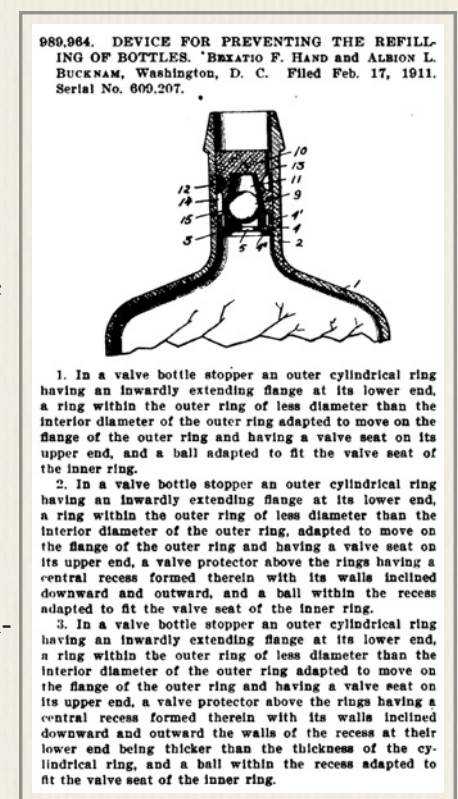 989,964. DEVICE FOR PREVENTING THE REFILL-
ING OF BOTTLES. BEXATIO F. HAND and ALBION L.
BUCKNAM, Washington, D. C. Filed Feb. 17, 1911.
Serial No. 609,207.
10
13
11
9
4'
4
2
12
14
15
3
5
4ª
1
1. In a valve bottle stopper an outer cylindrical ring
having an inwardly extending flange at its lower end,
a ring within the outer ring of less diameter than the
interior diameter of the outer ring adapted to move on the
flange of the outer ring and having a valve seat on its
upper end, and a ball adapted to fit the valve seat of
the inner ring.
2. In a valve bottle stopper an outer cylindrical ring
having an inwardly extending flange at its lower end,
a ring within the outer ring of less diameter than the
interior diameter of the outer ring, adapted to move on
the flange of the outer ring and having a valve seat on
its upper end, a valve protector above the rings having a
central recess formed therein with its walls inclined
downward and outward, and a ball within the recess
adapted to fit the valve seat of the inner ring.
3. In a valve bottle stopper an outer cylindrical ring
having an inwardly extending flange at its lower end,
a ring within the outer ring of less diameter than the
interior diameter of the outer ring adapted to move on
the flange of the outer ring and having a valve seat on
its upper end, a valve protector above the rings having a
central recess formed therein with its walls inclined
downward and outward the walls of the recess at their
lower end being thicker than the thickness of the cy-
lindrical ring, and a ball within the recess adapted to
fit the valve seat of the inner ring.